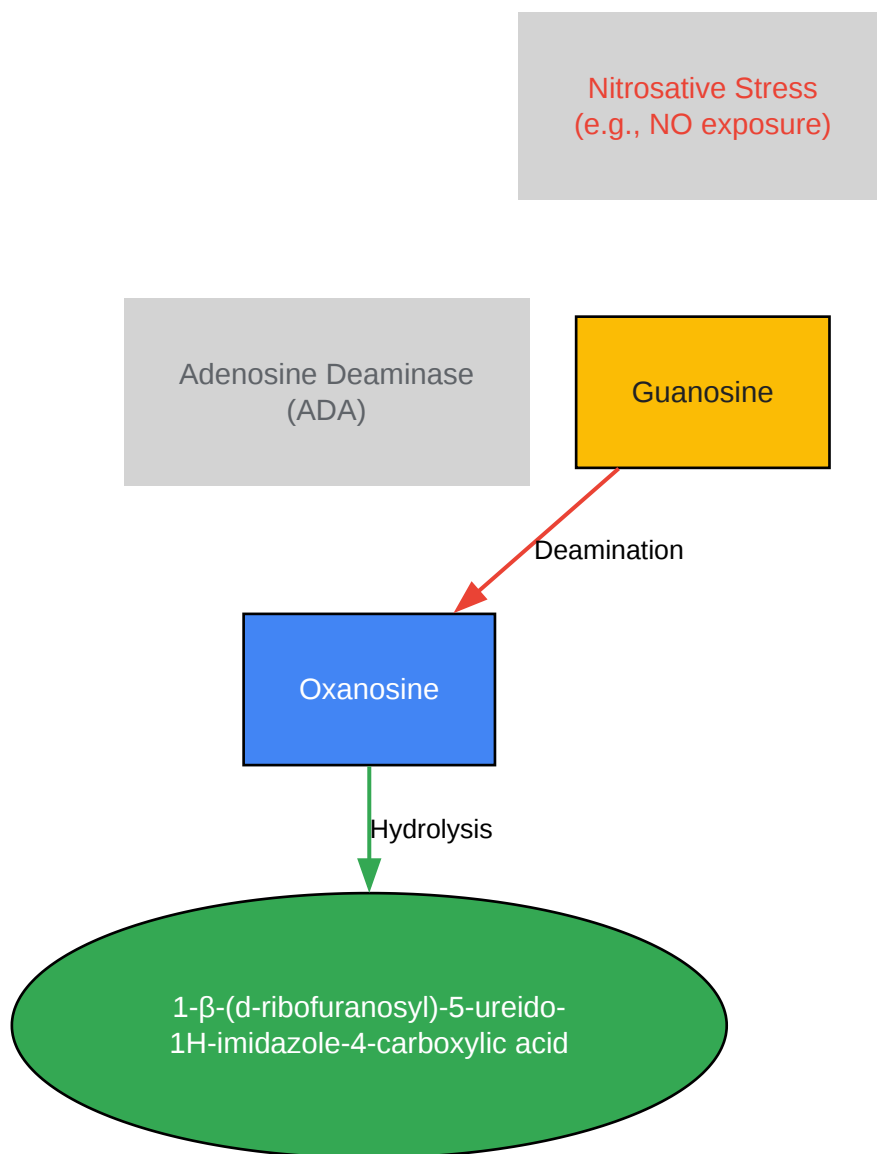 Nitrosative Stress
(e.g., NO exposure)
Adenosine Deaminase
(ADA)
Guanosine
Deamination
Oxanosine
Hydrolysis
1-β-(d-ribofuranosyl)-5-ureido-
1H-imidazole-4-carboxylic acid